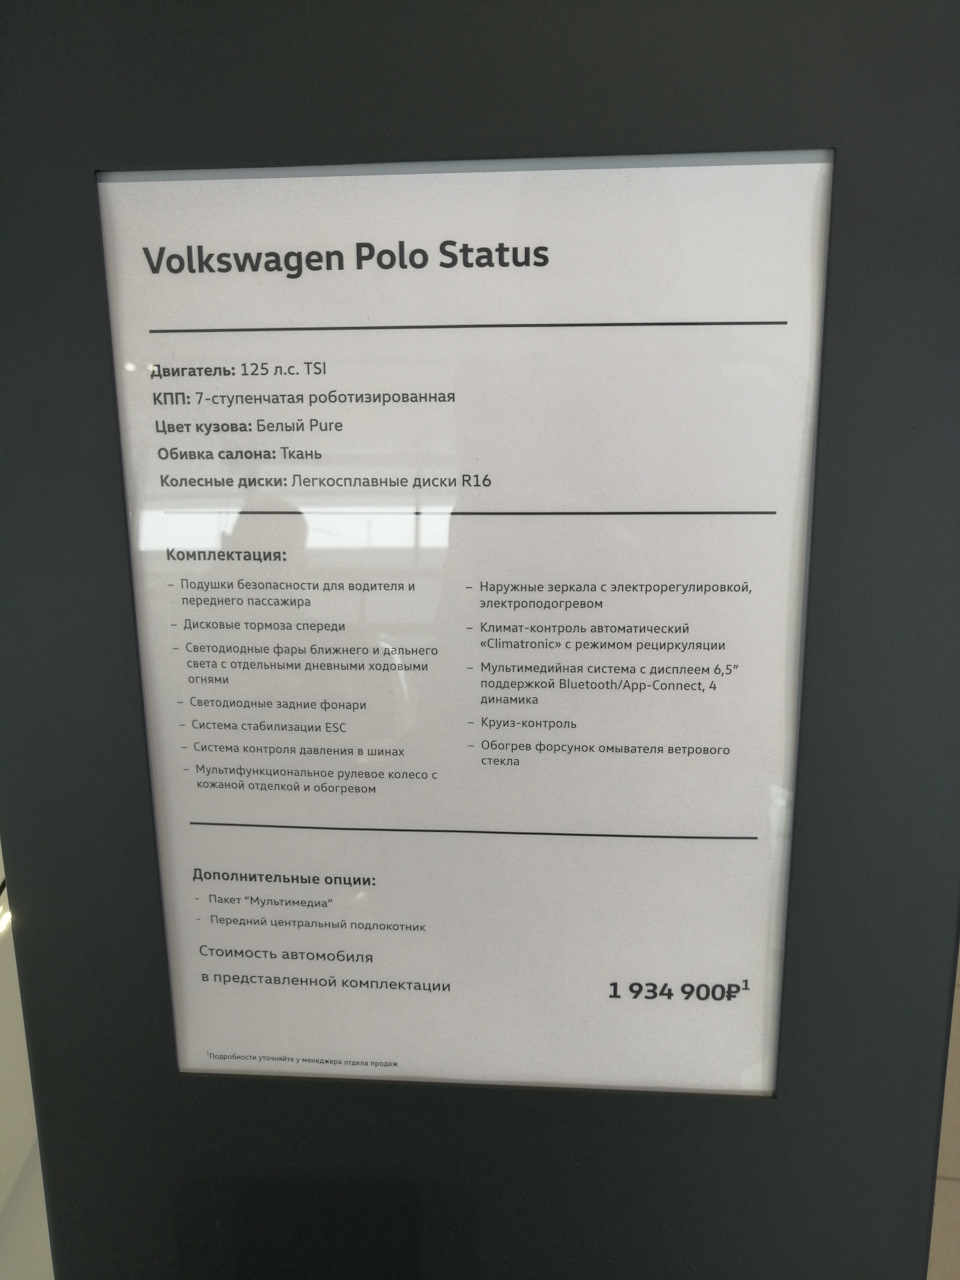 Volkswagen Polo Status
Двигатель: 125 л.с. TSI
КПП: 7-ступенчатая роботизированная
Цвет кузова: Белый Pure
Обивка салона: Ткань
Колесные диски: Легкосплавные диски R16
Комплектация:
– Подушки безопасности для водителя и
переднего пассажира
– Дисковые тормоза спереди
– Светодиодные фары ближнего и дальнего
света с отдельными дневными ходовыми
огнями
– Светодиодные задние фонари
– Система стабилизации ESC
– Система контроля давления в шинах
– Мультифункциональное рулевое колесо с
кожаной отделкой и обогревом
– Наружные зеркала с электрорегулировкой,
электроподогревом
– Климат-контроль автоматический
«Climatronic» с режимом рециркуляции
– Мультимедийная система с дисплеем 6,5”
поддержкой Bluetooth/App-Connect, 4
динамика
– Круиз-контроль
– Обогрев форсунок омывателя ветрового
стекла
Дополнительные опции:
- Пакет “Мультимедиа”
- Передний центральный подлокотник
Стоимость автомобиля
в представленной комплектации
1 934 900₽¹
¹Подробности уточняйте у менеджера отдела продаж